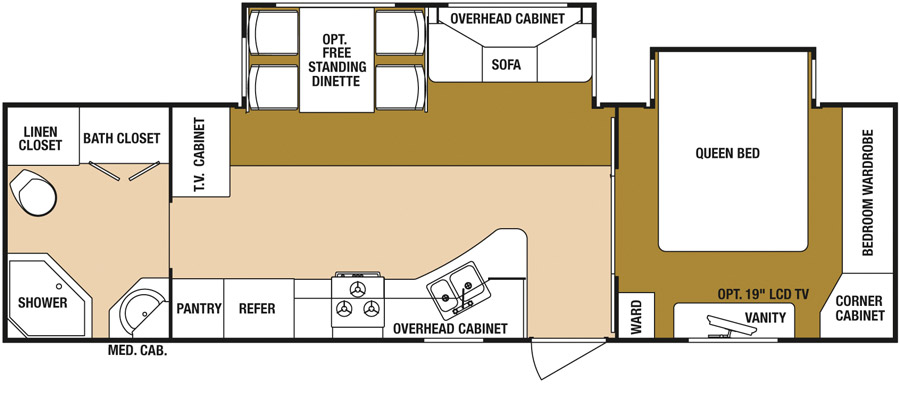 OVERHEAD CABINET
OPT.
FREE
STANDING
DINETTE
SOFA
LINEN
CLOSET
BATH CLOSET
T.V. CABINET
QUEEN BED
BEDROOM WARDROBE
SHOWER
PANTRY
REFER
OVERHEAD CABINET
MED. CAB.
WARD
OPT. 19" LCD TV
VANITY
CORNER
CABINET